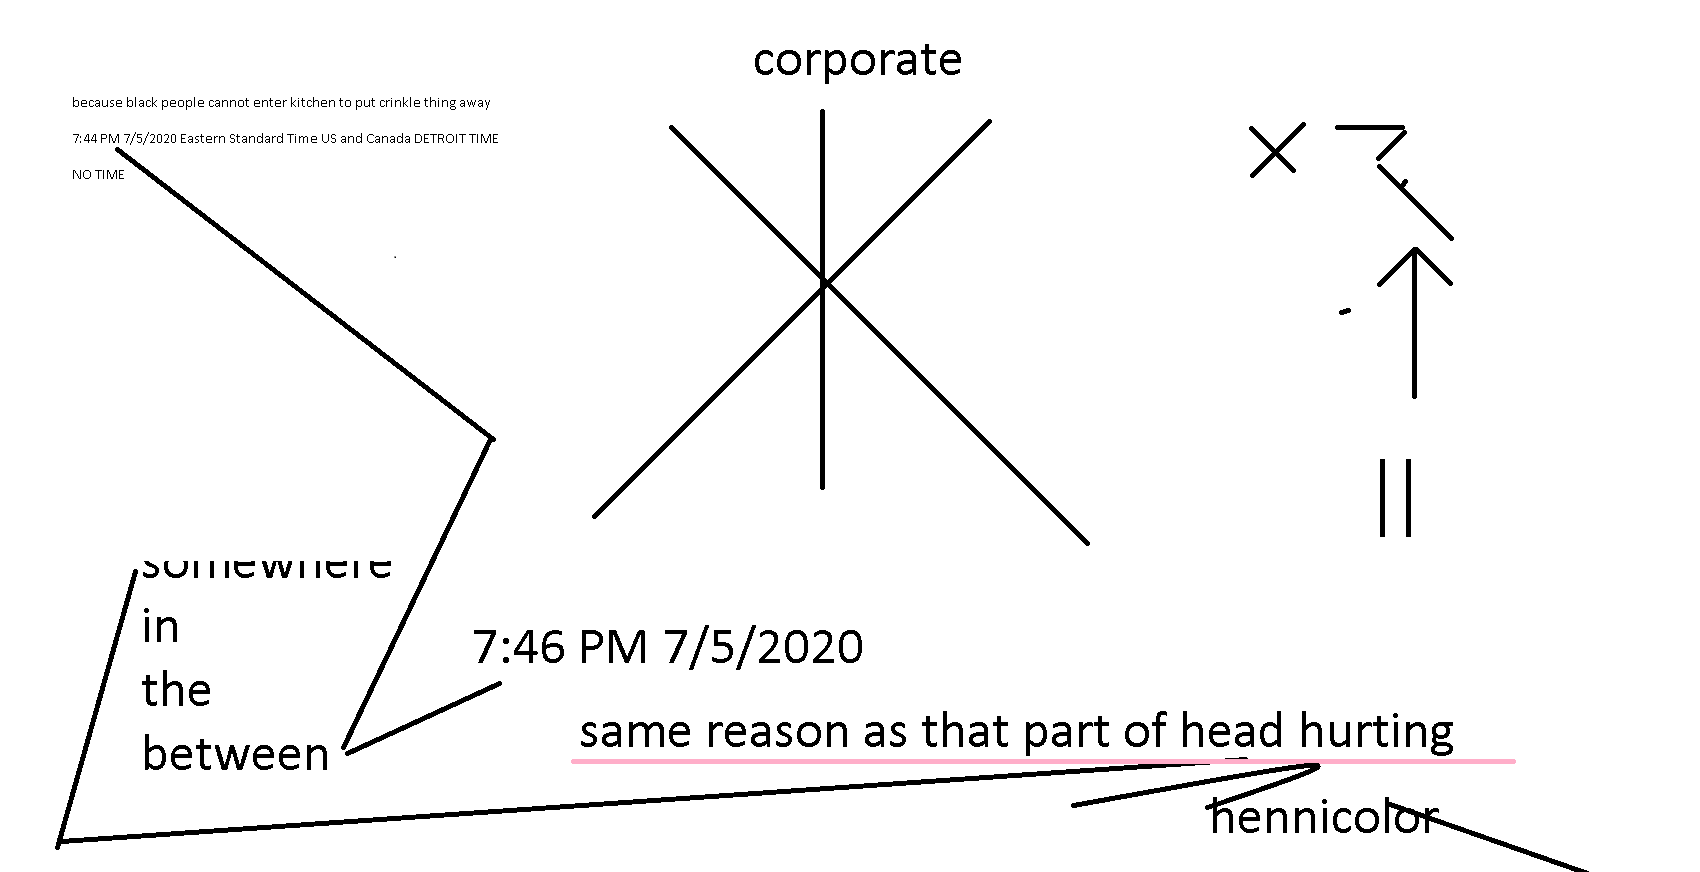 corporate
because black people cannot enter kitchen to put crinkle thing away
7:44 PM 7/5/2020 Eastern Standard Time US and Canada DETROIT TIME
NO TIME
somewhere
in
the
between
7:46 PM 7/5/2020
same reason as that part of head hurting
hennicolor